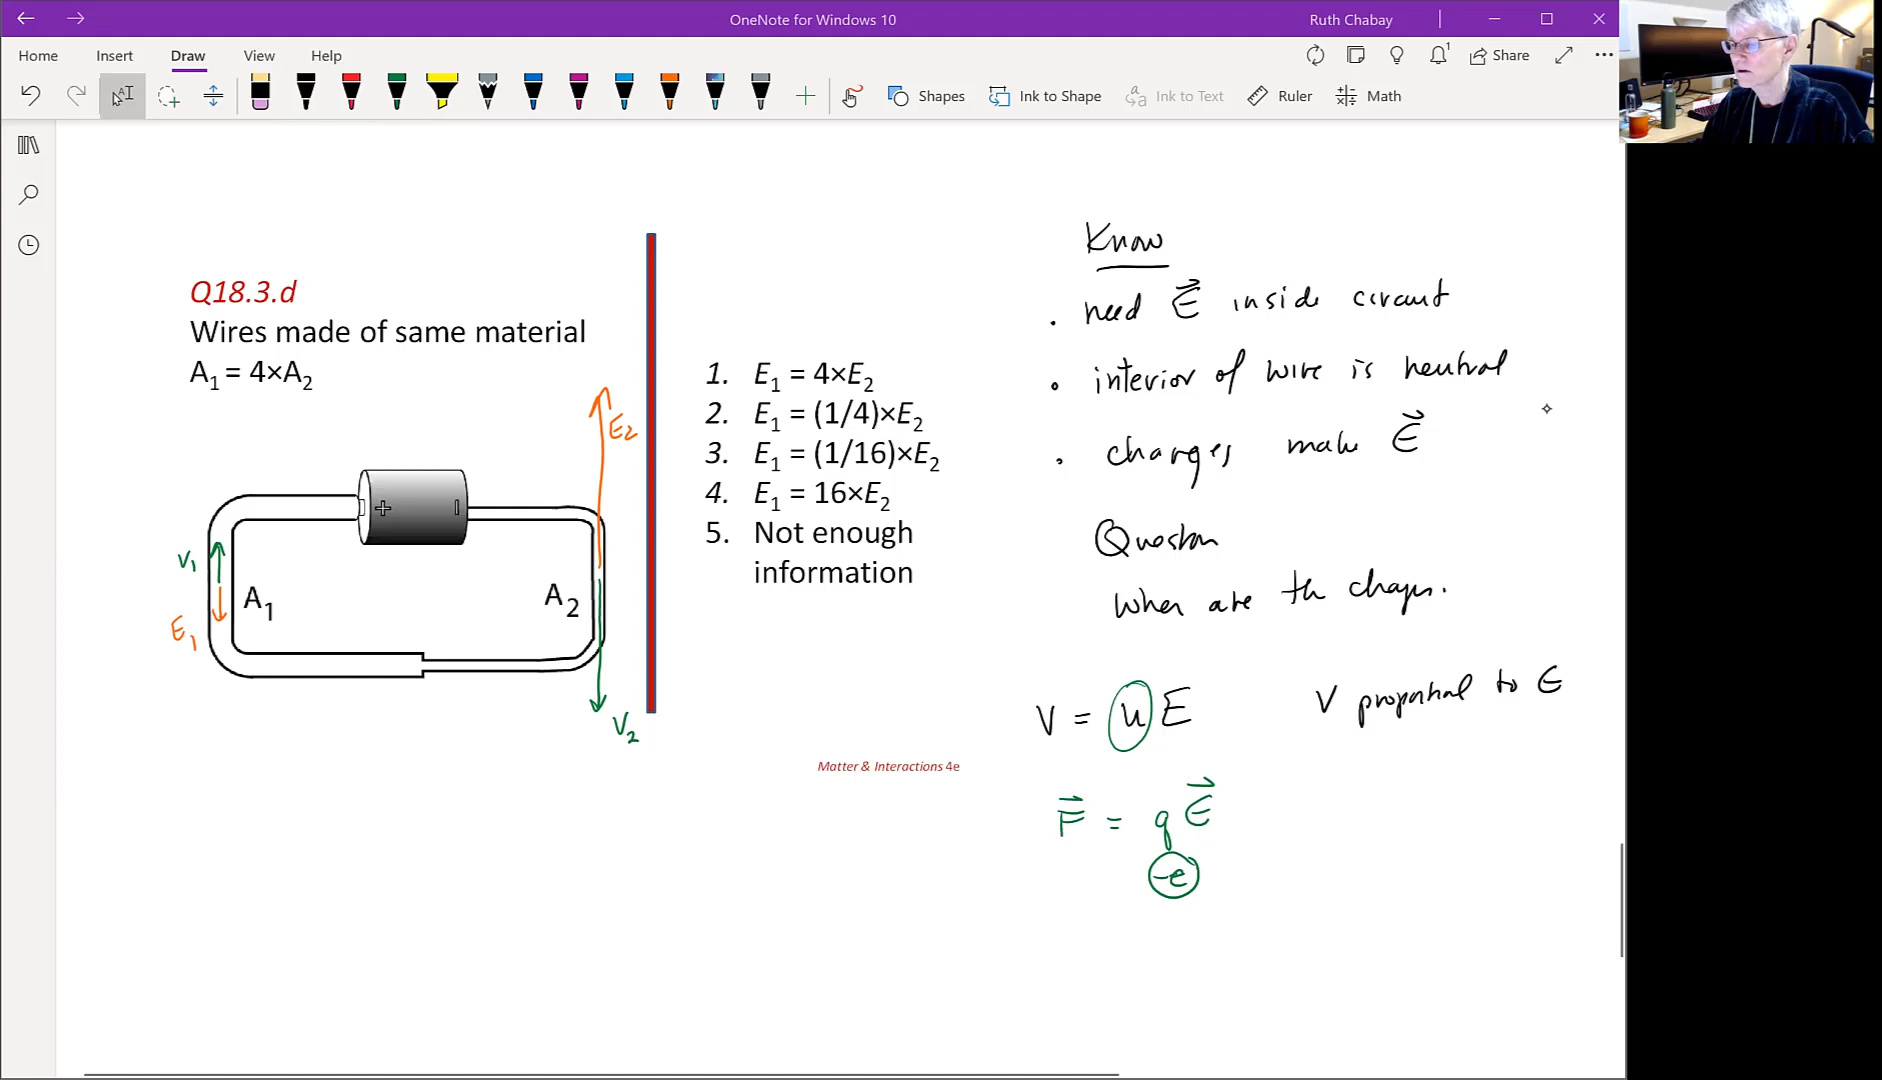 OneNote for Windows 10
Ruth Chabay
Home Insert Draw View Help
Share
Shapes Ink to Shape Ink to Text Ruler Math
Q18.3.d
Wires made of same material
A₁ = 4×A₂
E₂
+
V₁
A₁
A₂
E₁
V₂
1. E₁ = 4×E₂
2. E₁ = (1/4)×E₂
3. E₁ = (1/16)×E₂
4. E₁ = 16×E₂
5. Not enough
information
Matter & Interactions 4e
Know
• need E⃗ inside circuit
• interior of wire is neutral
• charges make E⃗
Question
Where are the charges.
V = u E
V proportional to E
F⃗ = q E⃗
-e